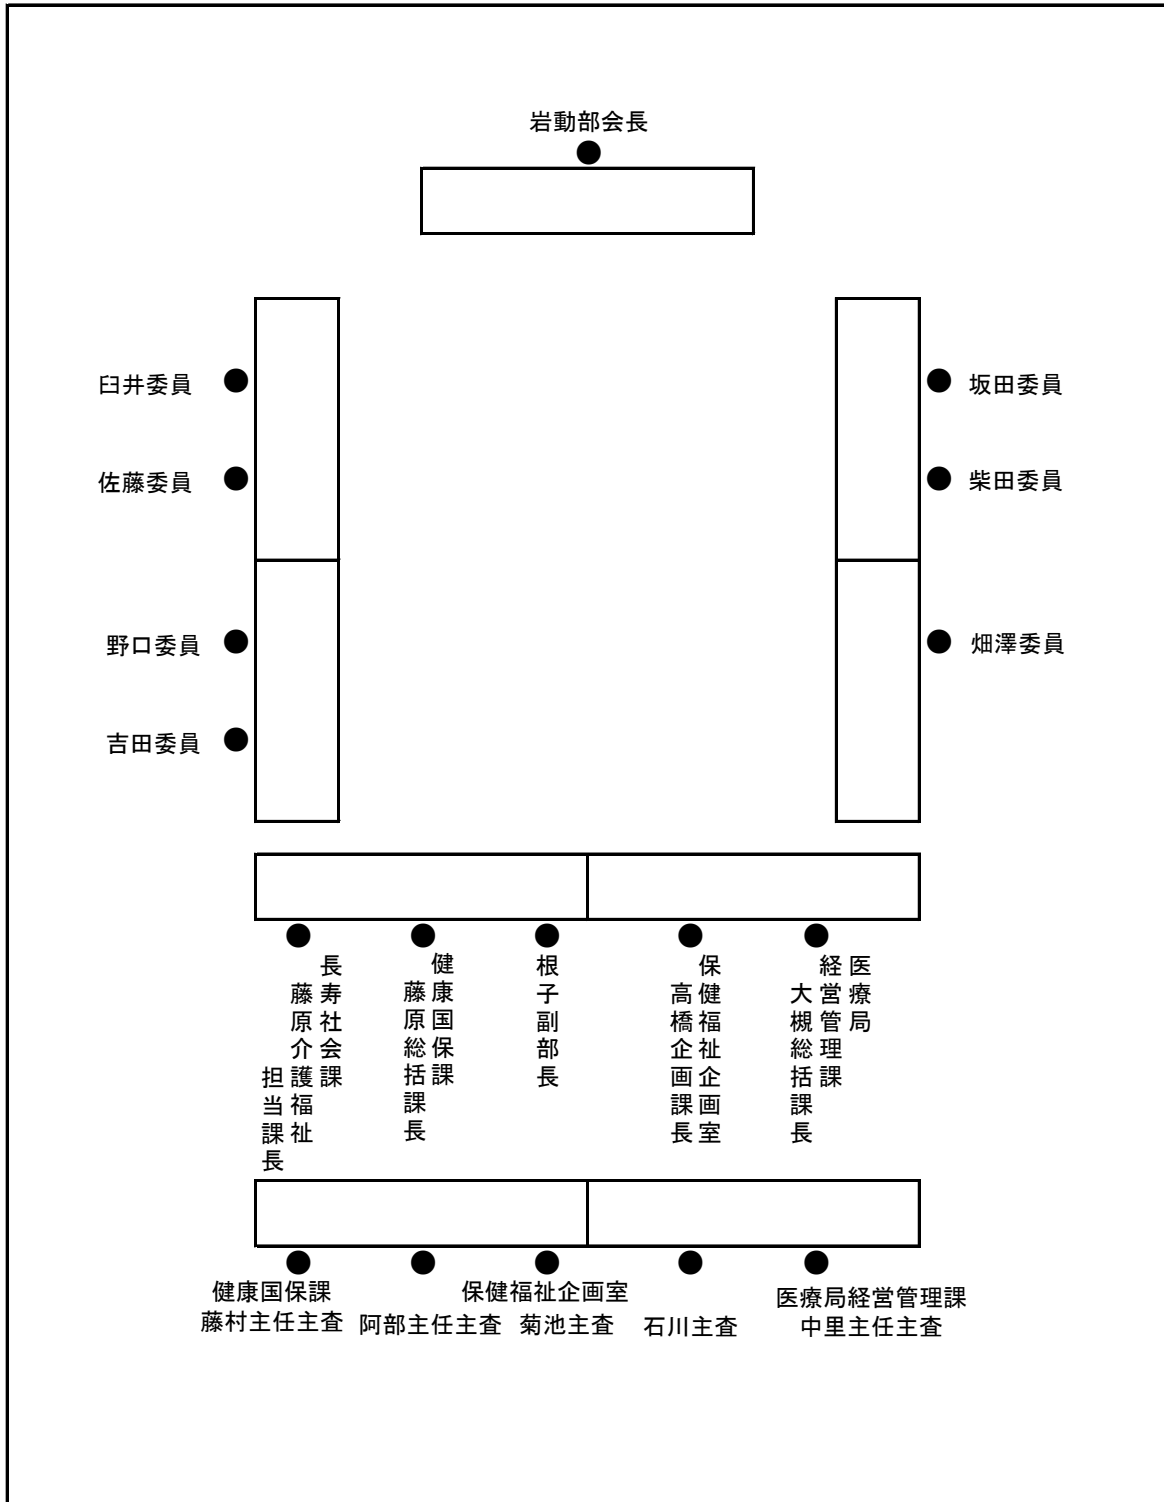 岩動部会長
臼井委員
坂田委員
佐藤委員
柴田委員
野口委員
畑澤委員
吉田委員
長寿社会課
藤原介護福祉
担当課長
健康国保課
藤原総括課長
根子副部長
保健福祉企画室
高橋企画課長
医療局
経営管理課
大槻総括課長
健康国保課
藤村主任主査
保健福祉企画室
阿部主任主査
菊池主査
石川主査
医療局経営管理課
中里主任主査